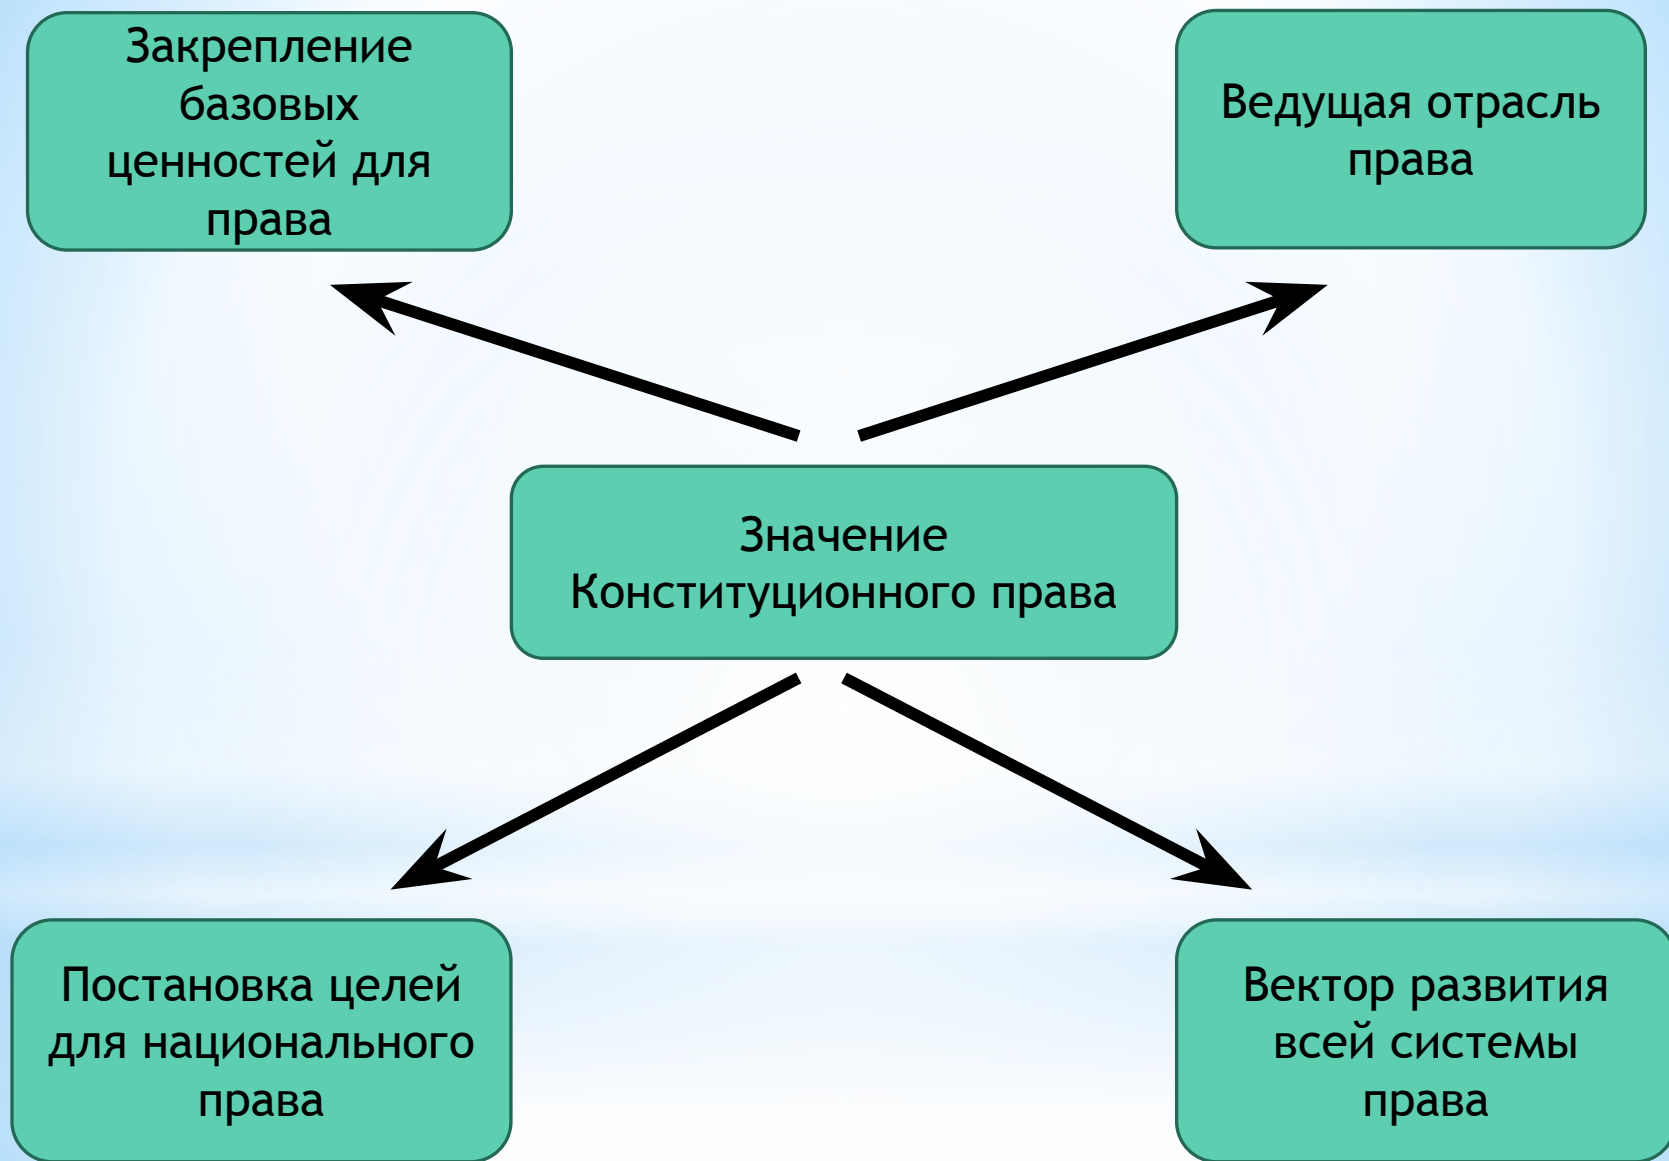 Закрепление
базовых
ценностей для
права
Ведущая отрасль
права
Значение
Конституционного права
Постановка целей
для национального
права
Вектор развития
всей системы
права